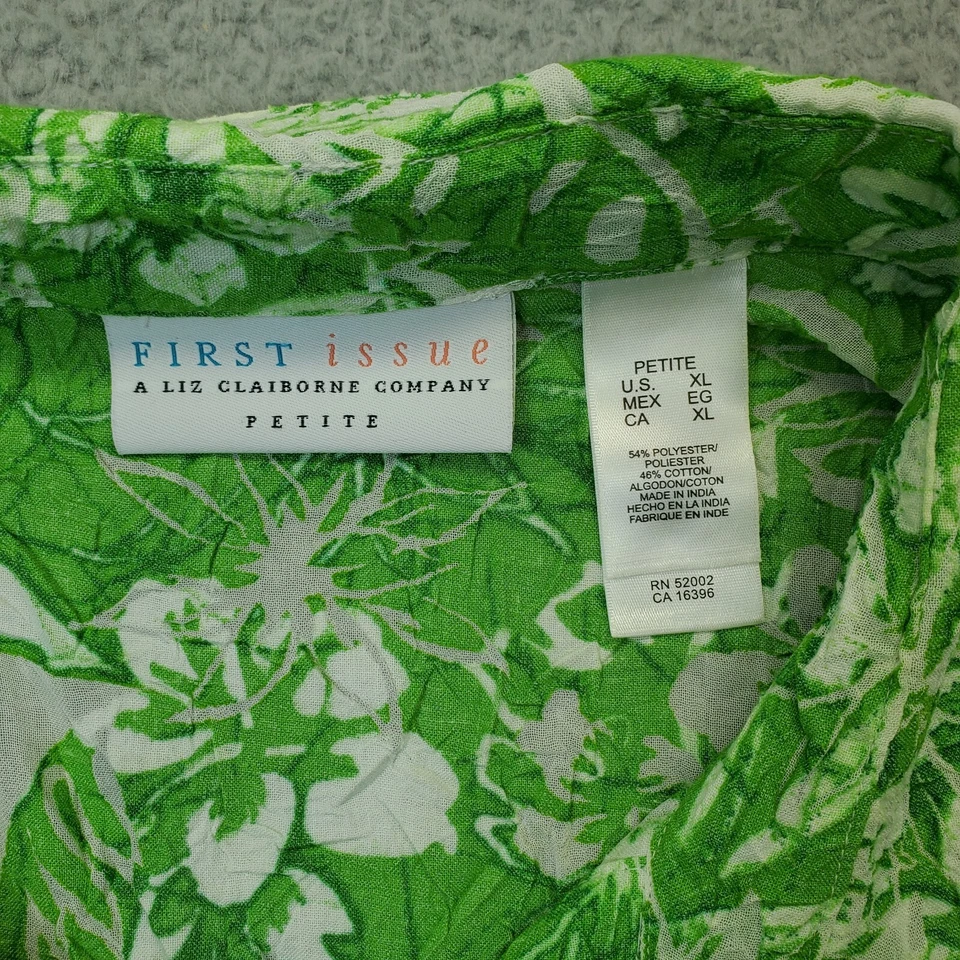 FIRST issue
A LIZ CLAIBORNE COMPANY
PETITE
PETITE
U.S. XL
MEX EG
CA XL
54% POLYESTER/
POLIESTER
46% COTTON/
ALGODON/COTON
MADE IN INDIA
HECHO EN LA INDIA
FABRIQUE EN INDE
RN 52002
CA 16396